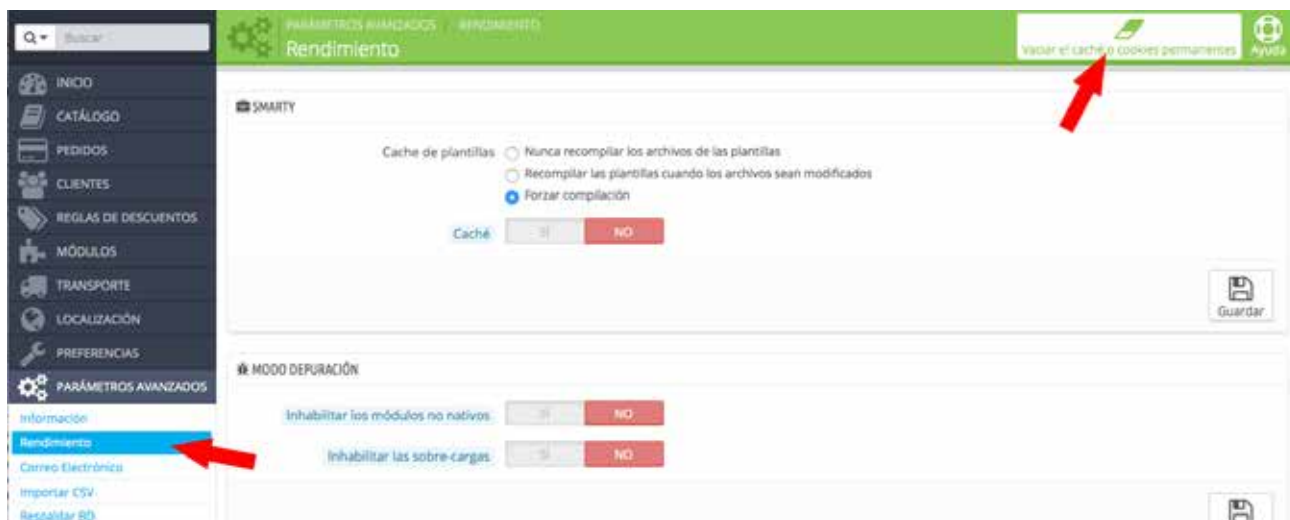 Buscar
PARÁMETROS AVANZADOS / RENDIMIENTO
Rendimiento
Vaciar el caché o cookies permanentes
Ayuda
INICIO
CATÁLOGO
PEDIDOS
CLIENTES
REGLAS DE DESCUENTOS
MÓDULOS
TRANSPORTE
LOCALIZACIÓN
PREFERENCIAS
PARÁMETROS AVANZADOS
Información
Rendimiento
Correo Electrónico
Importar CSV
Respaldar BD
SMARTY
Cache de plantillas
Nunca recompilar los archivos de las plantillas
Recompilar las plantillas cuando los archivos sean modificados
Forzar compilación
Caché SÍ NO
Guardar
MODO DEPURACIÓN
Inhabilitar los módulos no nativos SÍ NO
Inhabilitar las sobre-cargas SÍ NO